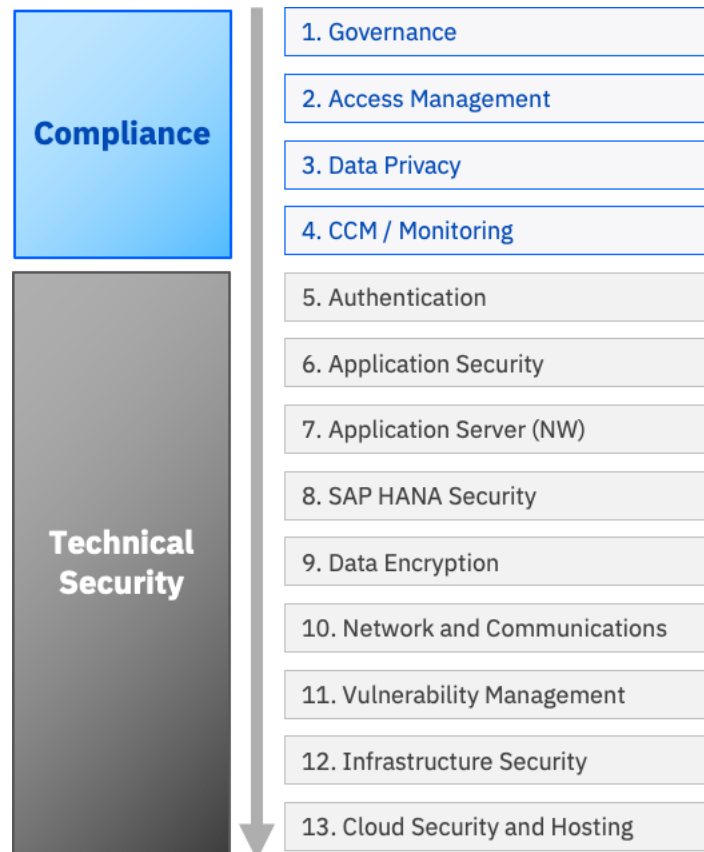 Compliance
1. Governance
2. Access Management
3. Data Privacy
4. CCM / Monitoring
Technical
Security
5. Authentication
6. Application Security
7. Application Server (NW)
8. SAP HANA Security
9. Data Encryption
10. Network and Communications
11. Vulnerability Management
12. Infrastructure Security
13. Cloud Security and Hosting